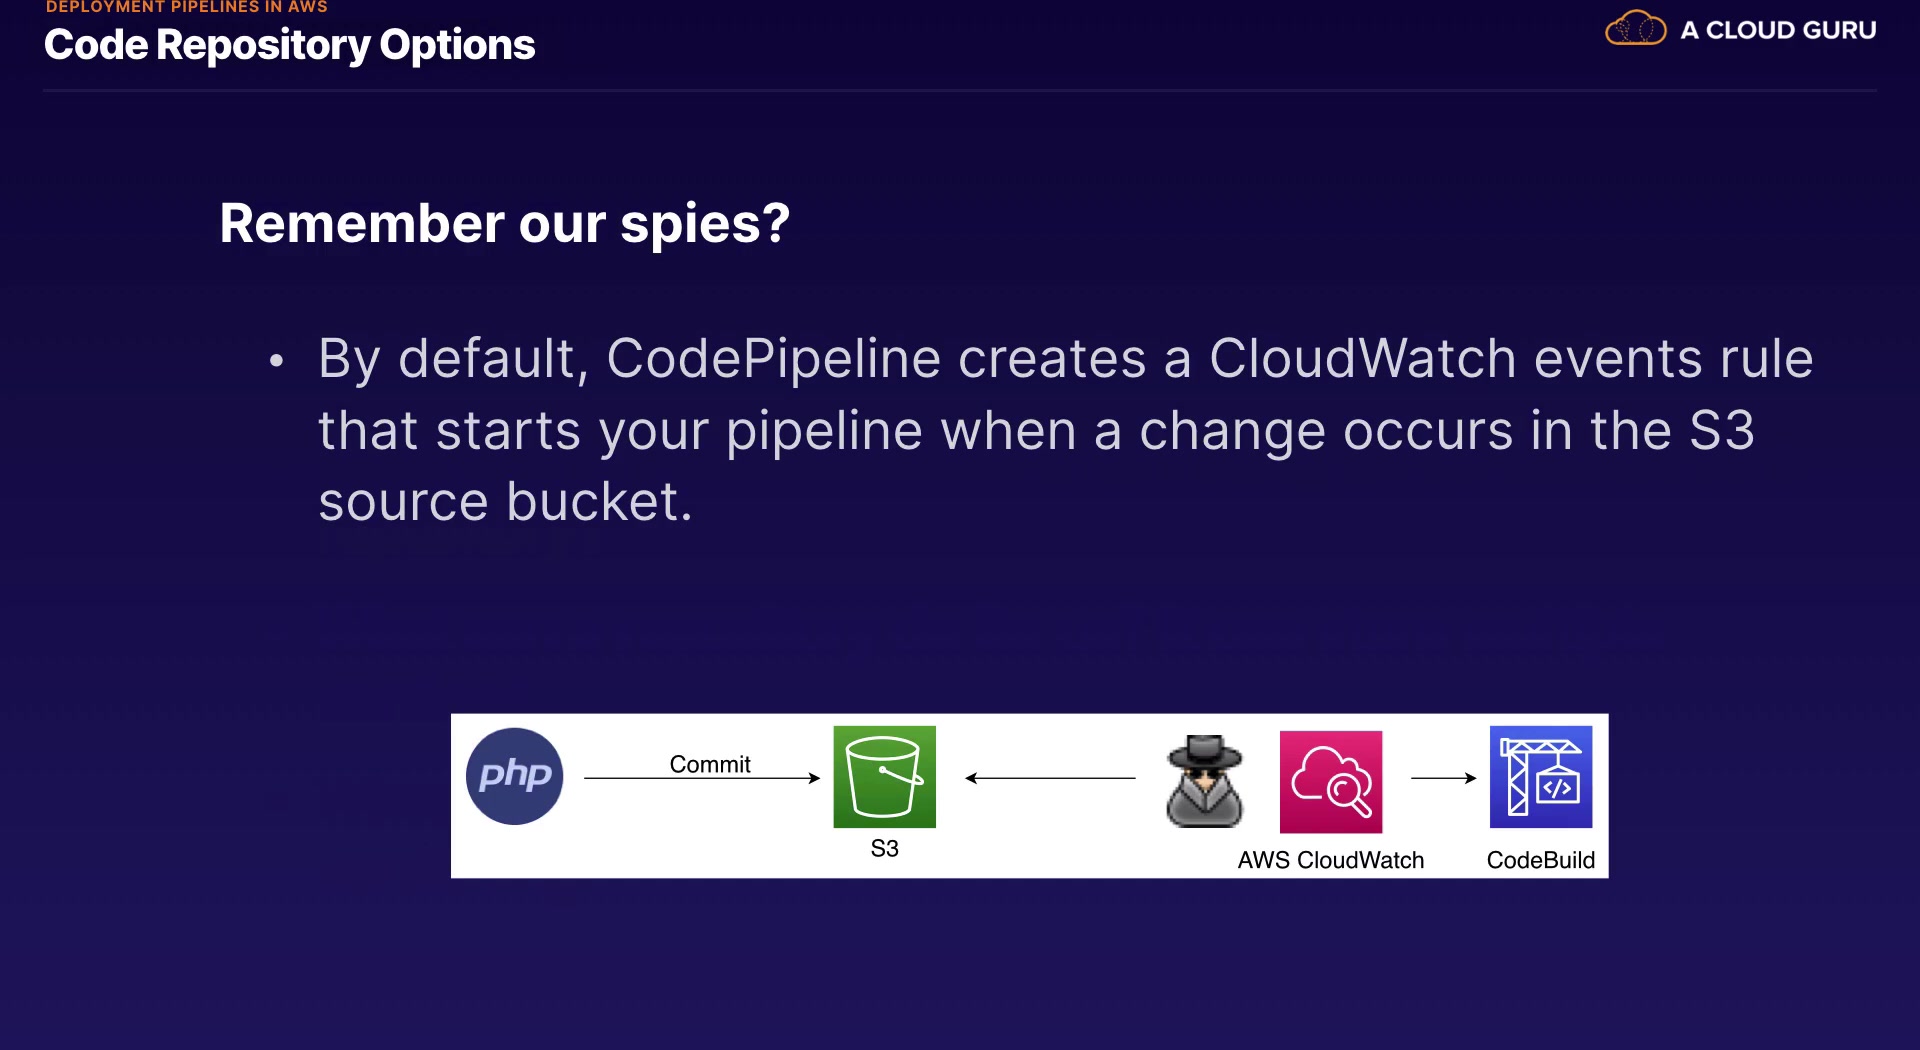 DEPLOYMENT PIPELINES IN AWS
Code Repository Options
A CLOUD GURU
Remember our spies?
• By default, CodePipeline creates a CloudWatch events rule
that starts your pipeline when a change occurs in the S3
source bucket.
php
Commit
S3
AWS CloudWatch
</>
CodeBuild